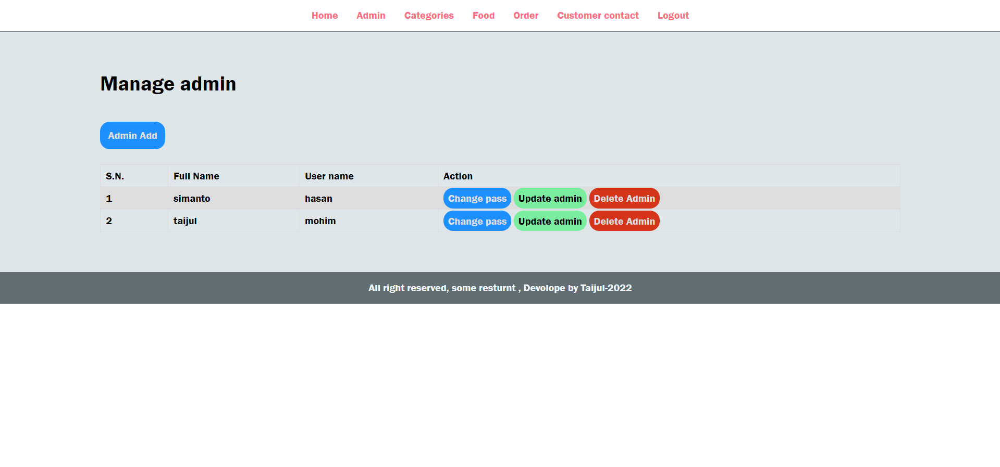 Home Admin Categories Food Order Customer contact Logout
Manage admin
Admin Add
S.N. Full Name User name Action
1 simanto hasan Change pass Update admin Delete Admin
2 taijul mohim Change pass Update admin Delete Admin
All right reserved, some resturnt , Devolope by Taijul-2022